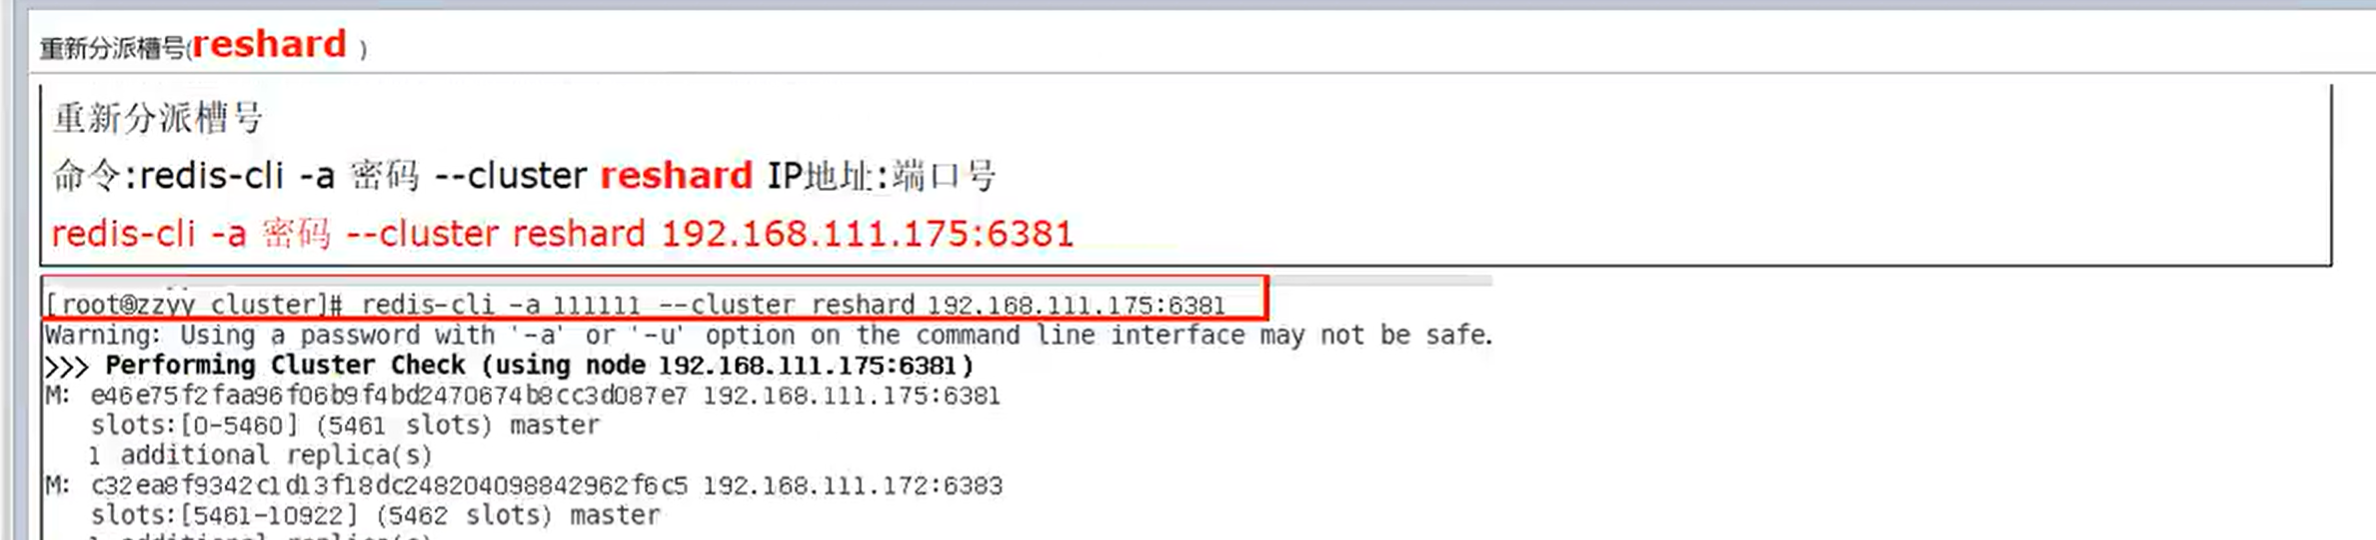 重新分派槽号(reshard )
重新分派槽号
命令:redis-cli -a 密码 --cluster reshard IP地址:端口号
redis-cli -a 密码 --cluster reshard 192.168.111.175:6381
[root@zzyy cluster]# redis-cli -a 111111 --cluster reshard 192.168.111.175:6381
Warning: Using a password with '-a' or '-u' option on the command line interface may not be safe.
>>> Performing Cluster Check (using node 192.168.111.175:6381)
M: e46e75f2faa96f06b9f4bd2470674b8cc3d087e7 192.168.111.175:6381
slots:[0-5460] (5461 slots) master
1 additional replica(s)
M: c32ea8f9342c1d13f18dc248204098842962f6c5 192.168.111.172:6383
slots:[5461-10922] (5462 slots) master
1 additional replica(s)